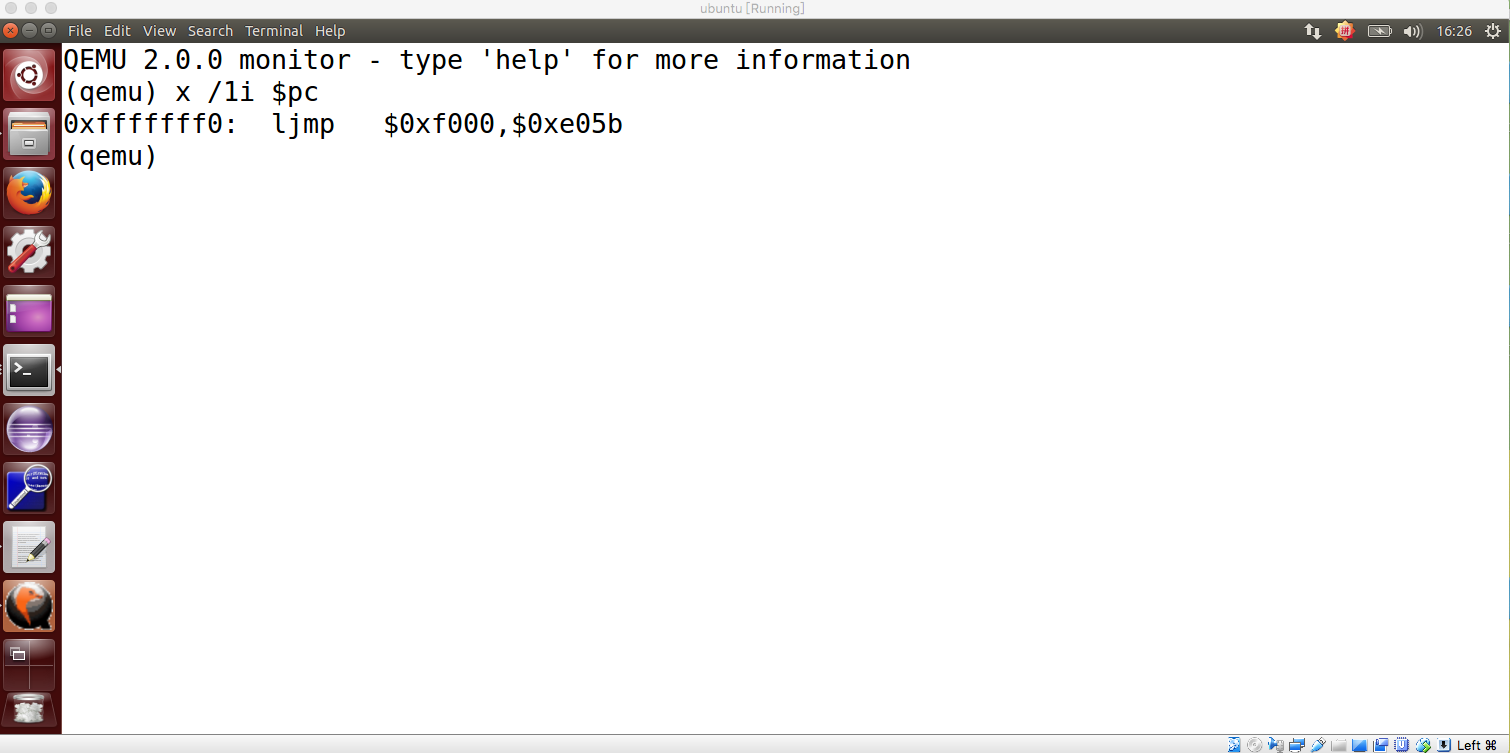 ubuntu [Running]
File Edit View Search Terminal Help 16:26
QEMU 2.0.0 monitor - type 'help' for more information
(qemu) x /1i $pc
0xfffffff0:  ljmp   $0xf000,$0xe05b
(qemu)
Left ⌘